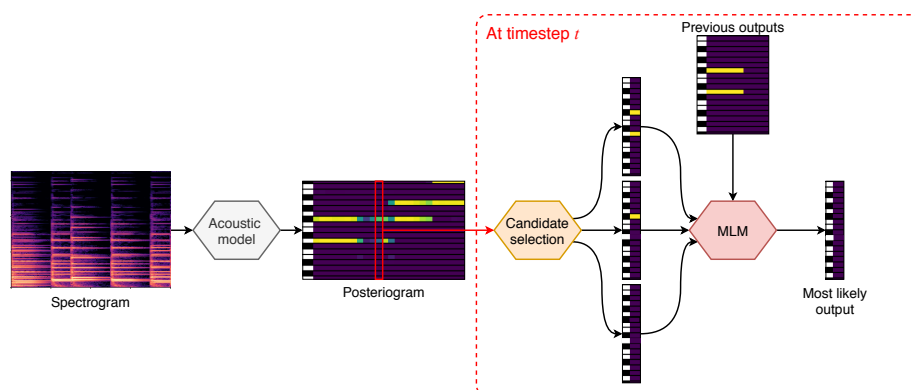 At timestep t
Previous outputs
Acoustic
model
Candidate
selection
MLM
Spectrogram
Posteriogram
Most likely
output